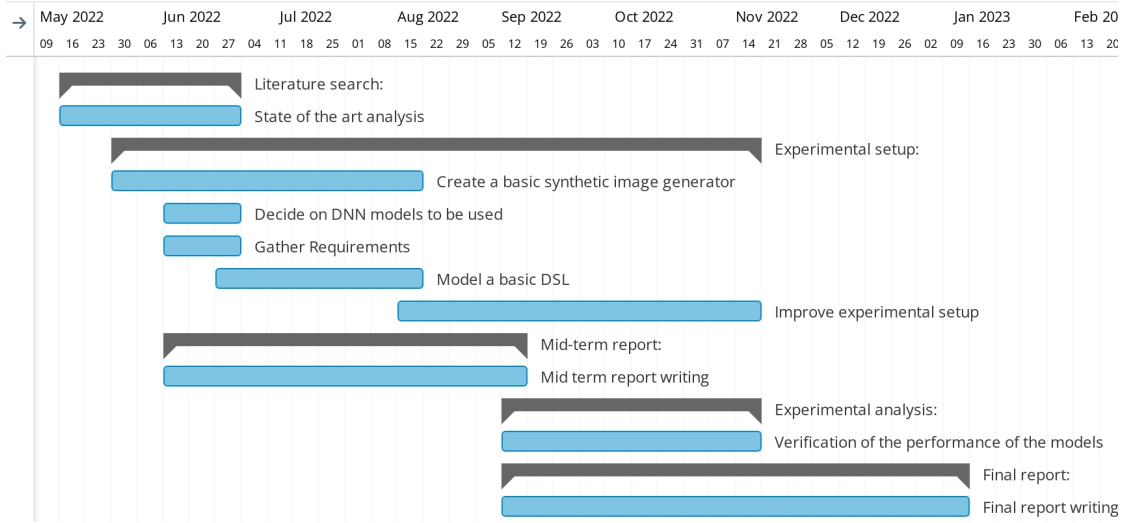 May 2022 Jun 2022 Jul 2022 Aug 2022 Sep 2022 Oct 2022 Nov 2022 Dec 2022 Jan 2023 Feb 20
09 16 23 30 06 13 20 27 04 11 18 25 01 08 15 22 29 05 12 19 26 03 10 17 24 31 07 14 21 28 05 12 19 26 02 09 16 23 30 06 13 20
Literature search:
State of the art analysis
Experimental setup:
Create a basic synthetic image generator
Decide on DNN models to be used
Gather Requirements
Model a basic DSL
Improve experimental setup
Mid-term report:
Mid term report writing
Experimental analysis:
Verification of the performance of the models
Final report:
Final report writing